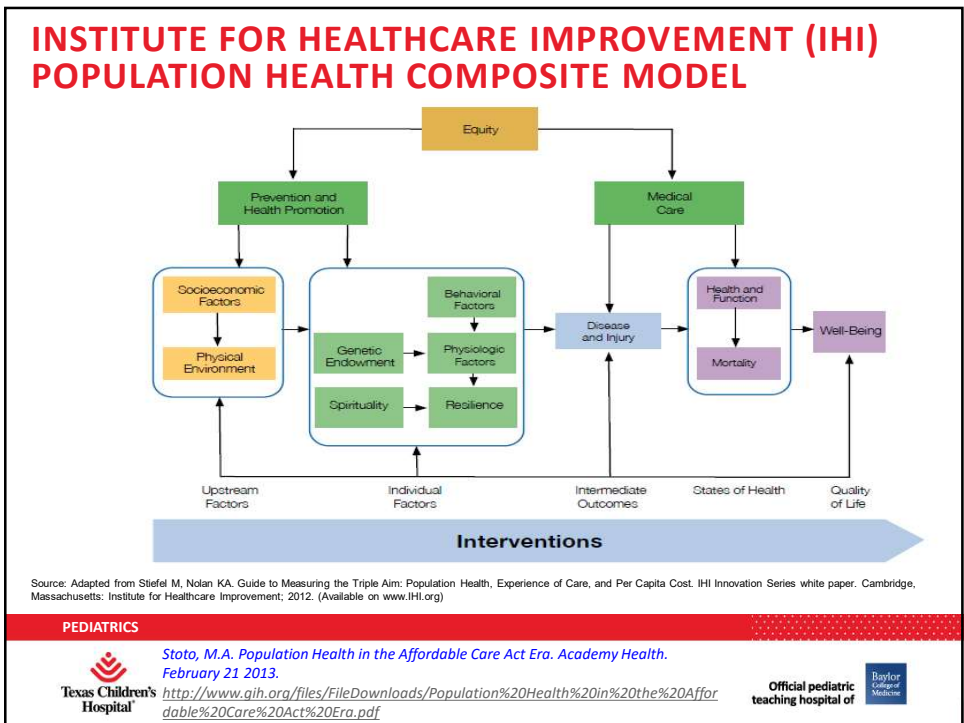 INSTITUTE FOR HEALTHCARE IMPROVEMENT (IHI)
POPULATION HEALTH COMPOSITE MODEL
Equity
Prevention and
Health Promotion
Medical
Care
Socioeconomic
Factors
Physical
Environment
Behavioral
Factors
Genetic
Endowment
Physiologic
Factors
Spirituality
Resilience
Disease
and Injury
Health and
Function
Mortality
Well-Being
Upstream
Factors
Individual
Factors
Intermediate
Outcomes
States of Health
Quality
of Life
Interventions
Source: Adapted from Stiefel M, Nolan KA. Guide to Measuring the Triple Aim: Population Health, Experience of Care, and Per Capita Cost. IHI Innovation Series white paper. Cambridge,
Massachusetts: Institute for Healthcare Improvement; 2012. (Available on www.IHI.org)
PEDIATRICS
Texas Children's
Hospital®
Stoto, M.A. Population Health in the Affordable Care Act Era. Academy Health.
February 21 2013.
http://www.gih.org/files/FileDownloads/Population%20Health%20in%20the%20Affor
dable%20Care%20Act%20Era.pdf
Official pediatric
teaching hospital of
Baylor
College of
Medicine